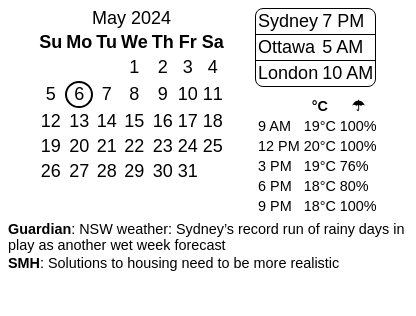 May 2024
Su Mo Tu We Th Fr Sa
1 2 3 4
5 6 7 8 9 10 11
12 13 14 15 16 17 18
19 20 21 22 23 24 25
26 27 28 29 30 31
Sydney 7 PM
Ottawa 5 AM
London 10 AM
°C ☂
9 AM 19°C 100%
12 PM 20°C 100%
3 PM 19°C 76%
6 PM 18°C 80%
9 PM 18°C 100%
Guardian: NSW weather: Sydney's record run of rainy days in
play as another wet week forecast
SMH: Solutions to housing need to be more realistic